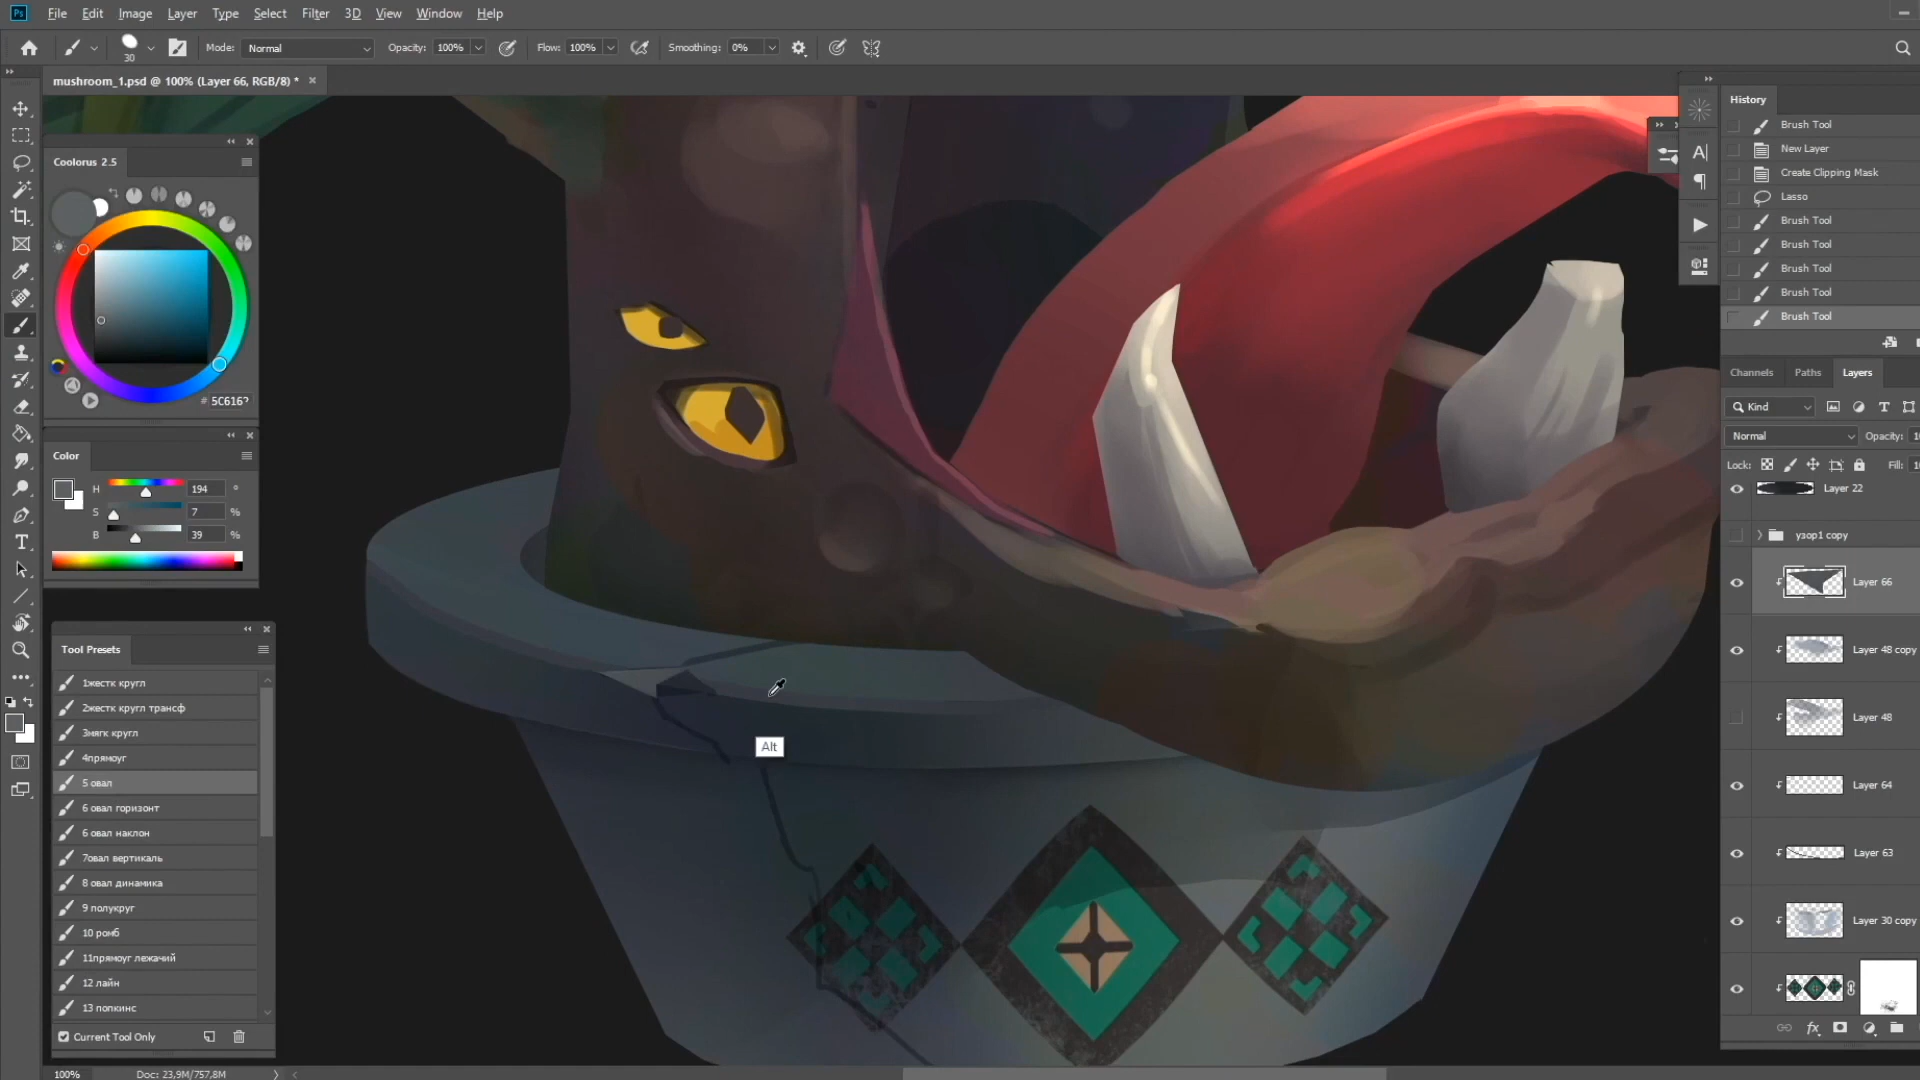 Ps File Edit Image Layer Type Select Filter 3D View Window Help
30 Mode: Normal Opacity: 100% Flow: 100% Smoothing: 0%
mushroom_1.psd @ 100% (Layer 66, RGB/8) *
Coolorus 2.5
# 5C616?
Color
H 194 °
S 7 %
B 39 %
Tool Presets
1жестк кругл
2жестк кругл трансф
3мягк кругл
4прямоуг
5 овал
6 овал горизонт
6 овал наклон
7овал вертикаль
8 овал динамика
9 полукруг
10 ромб
11прямоуг лежачий
12 лайн
13 попкинс
Current Tool Only
100% Doc: 23,9M/757,8M
Alt
History
Brush Tool
New Layer
Create Clipping Mask
Lasso
Brush Tool
Brush Tool
Brush Tool
Brush Tool
Brush Tool
Channels Paths Layers
Kind
Normal Opacity:
Lock: Fill:
Layer 22
узор1 copy
Layer 66
Layer 48 copy
Layer 48
Layer 64
Layer 63
Layer 30 copy
fx